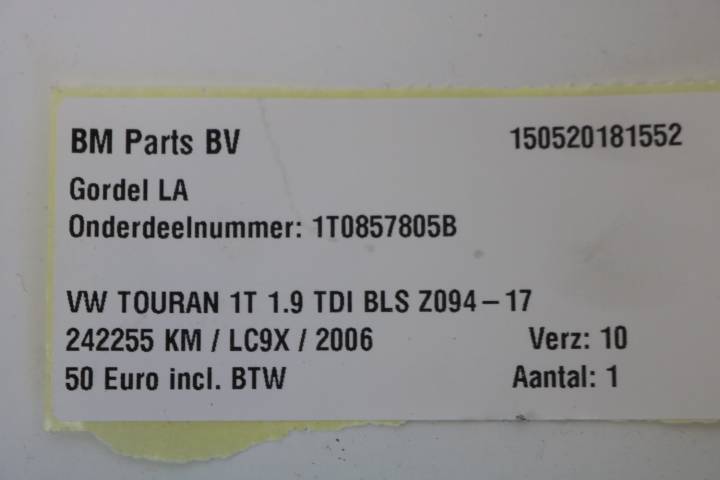 BM Parts BV 150520181552
Gordel LA
Onderdeelnummer: 1T0857805B
VW TOURAN 1T 1.9 TDI BLS Z094-17
242255 KM / LC9X / 2006 Verz: 10
50 Euro incl. BTW Aantal: 1